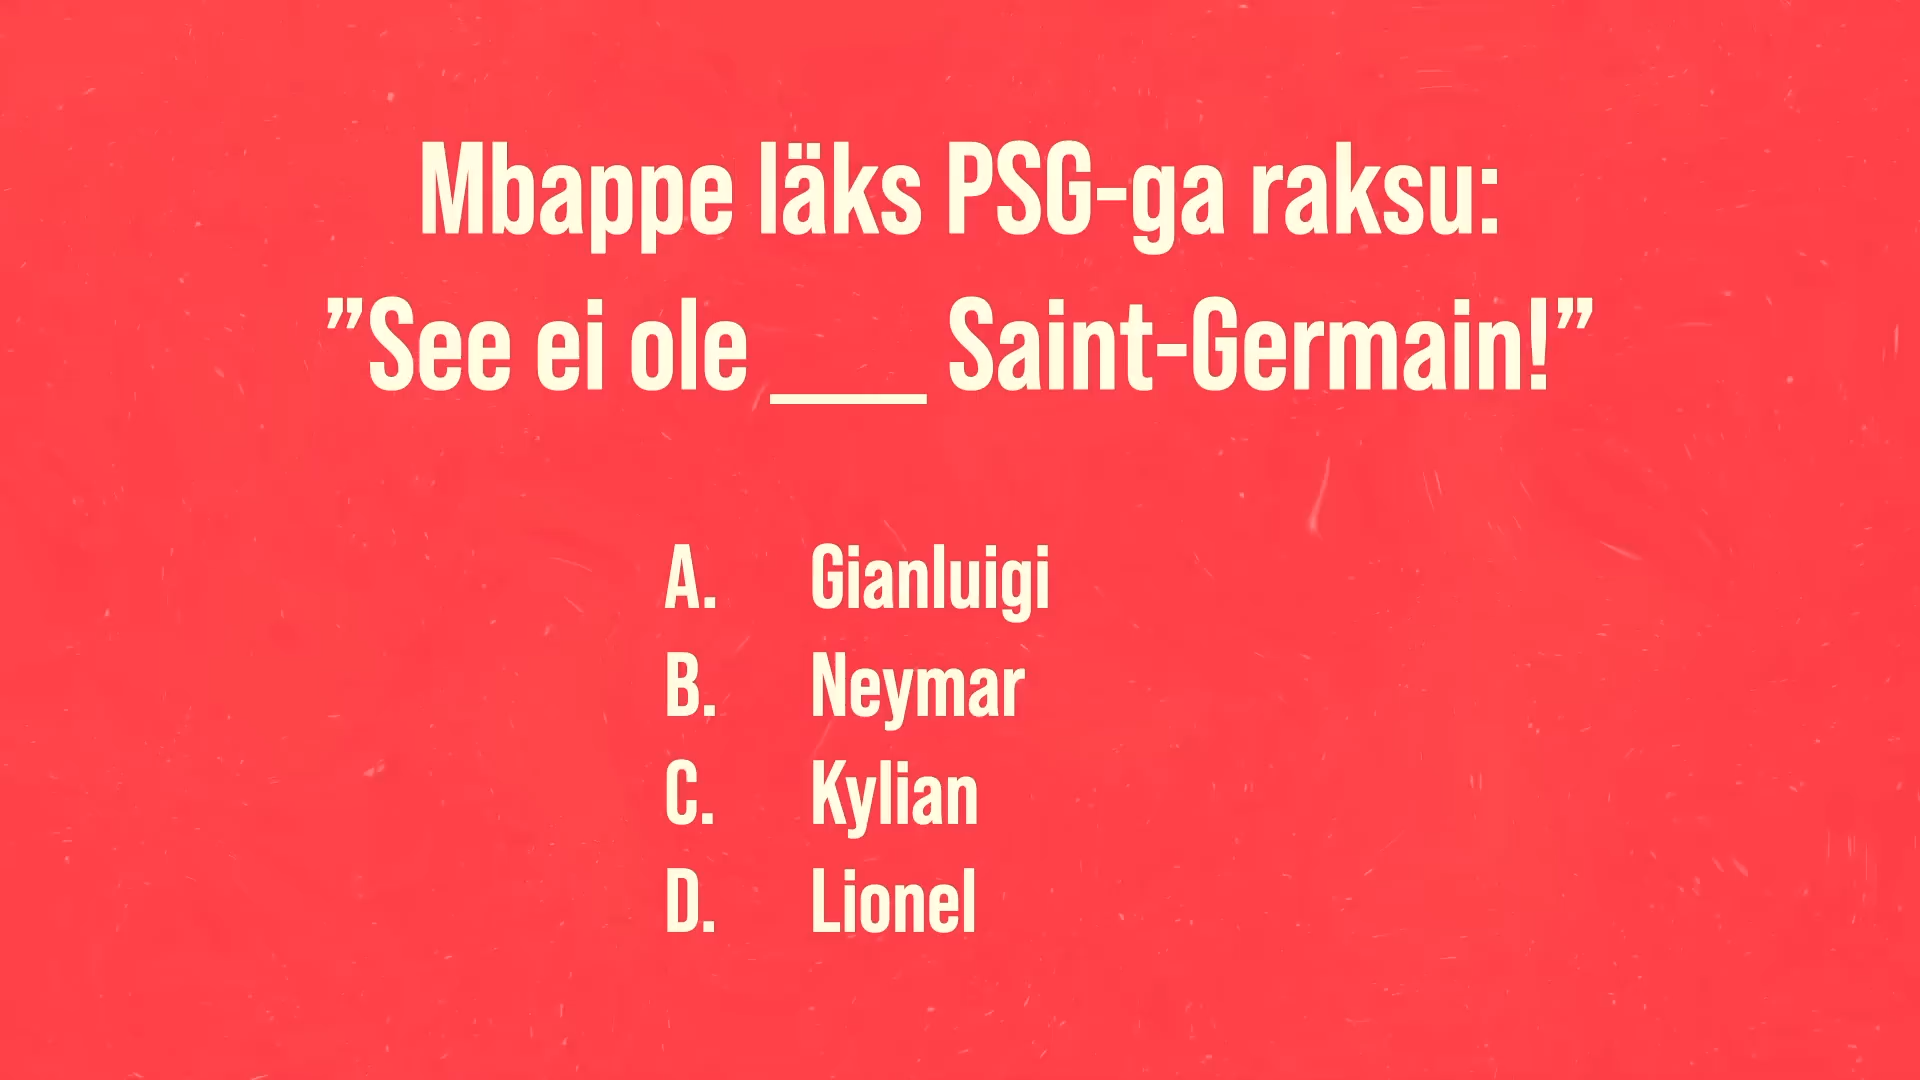 Mbappe läks PSG-ga raksu:
”See ei ole ___ Saint-Germain!”
A. Gianluigi
B. Neymar
C. Kylian
D. Lionel